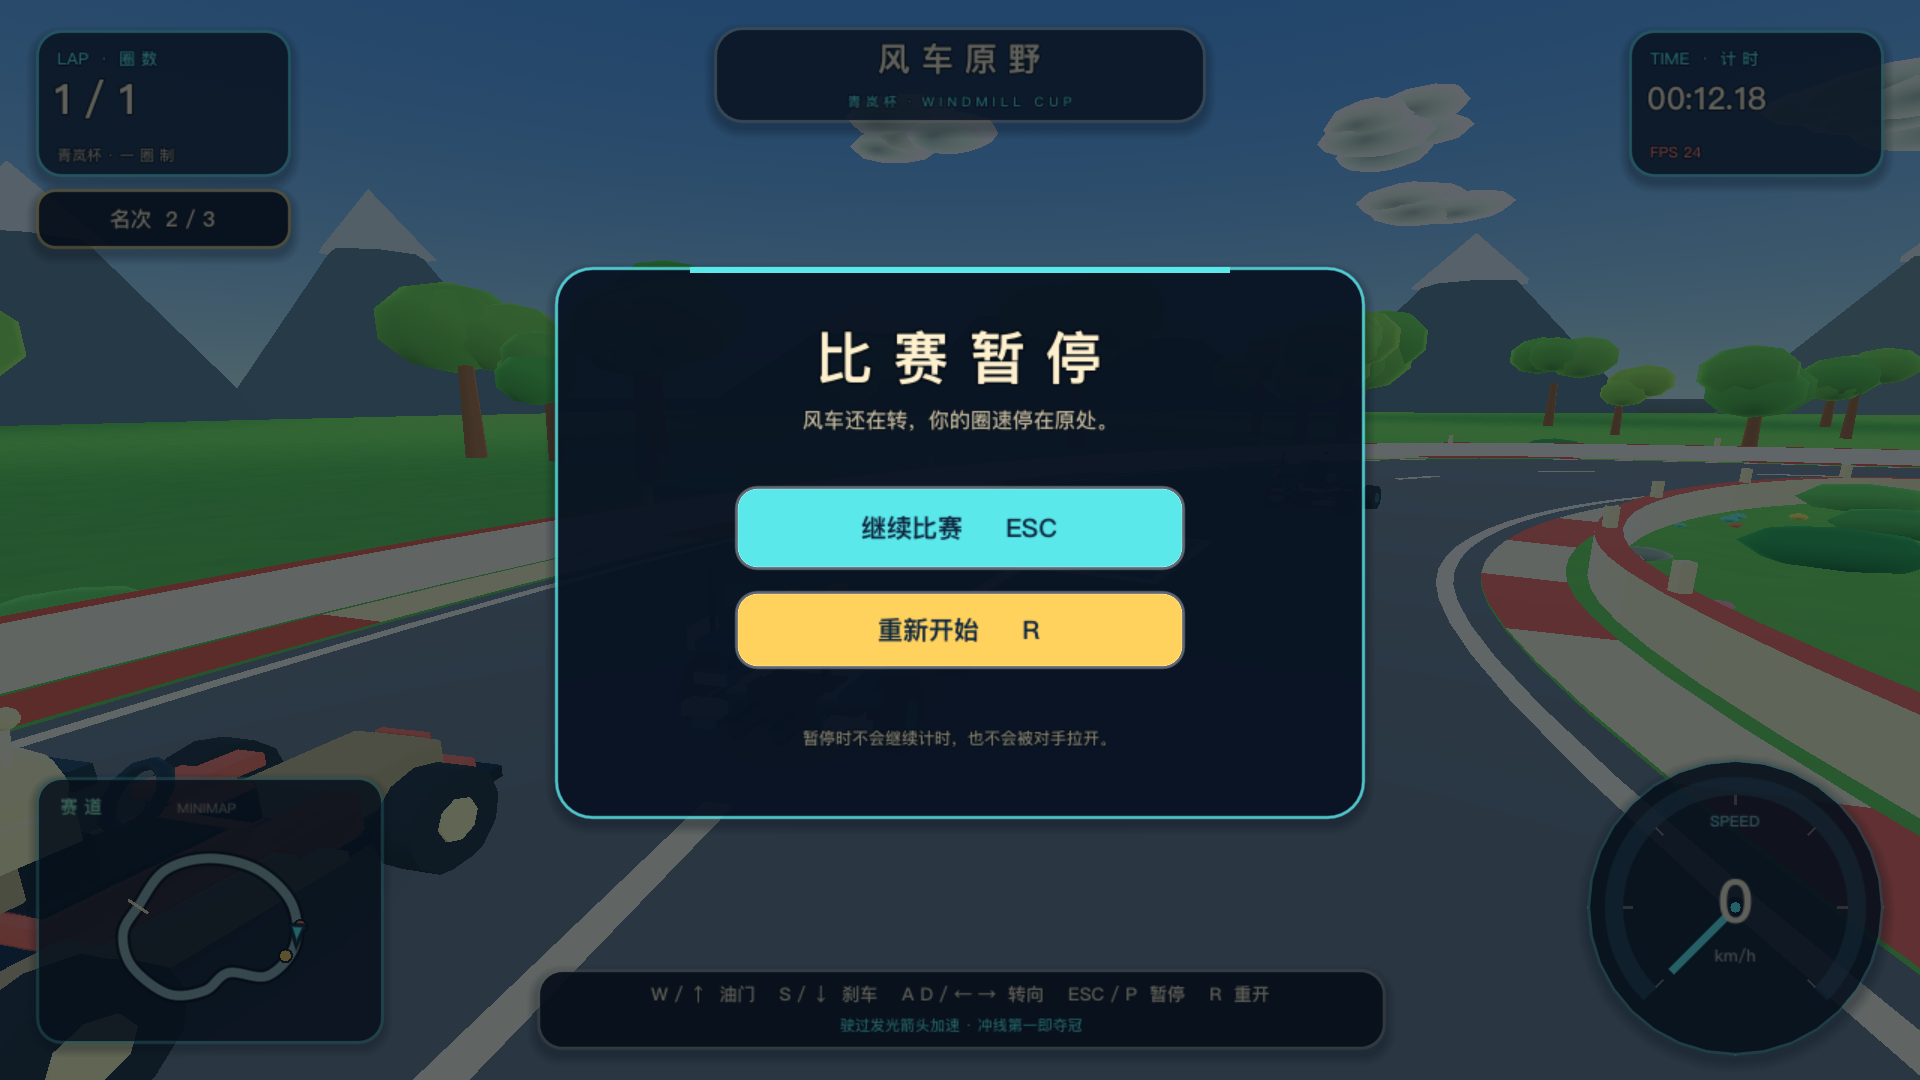 LAP · 圈数
1 / 1
青岚杯 · 一圈制
名次 2 / 3
风车原野
青岚杯 · WINDMILL CUP
TIME · 计时
00:12.18
FPS 24
比赛暂停
风车还在转，你的圈速停在原处。
继续比赛 ESC
重新开始 R
暂停时不会继续计时，也不会被对手拉开。
赛道 MINIMAP
SPEED
0
km/h
W / ↑ 油门 S / ↓ 刹车 A D / ←→ 转向 ESC / P 暂停 R 重开
驶过发光箭头加速 · 冲线第一即夺冠